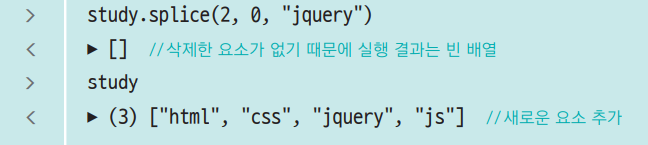 > study.splice(2, 0, "jquery")
< ▶ [] //삭제한 요소가 없기 때문에 실행 결과는 빈 배열
> study
< ▶ (3) ["html", "css", "jquery", "js"] //새로운 요소 추가